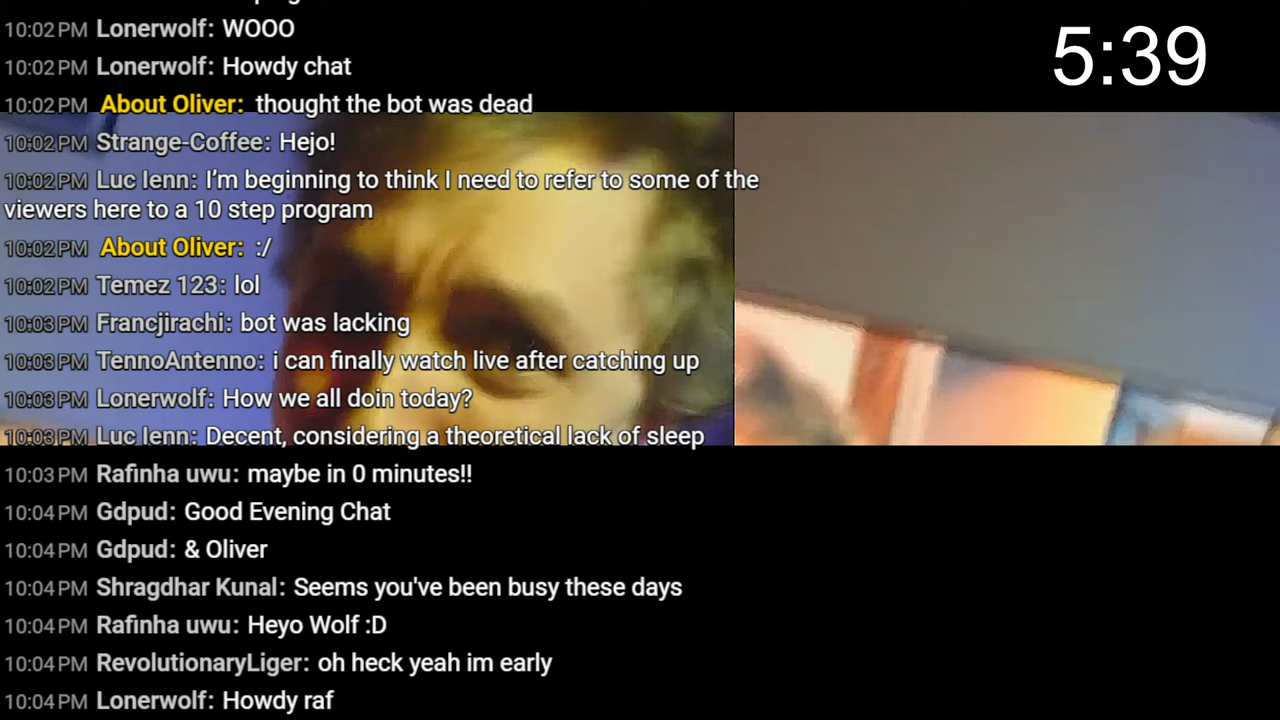 10:02 PM Lonerwolf: WOOO
5:39
10:02 PM Lonerwolf: Howdy chat
10:02 PM About Oliver: thought the bot was dead
10:02 PM Strange-Coffee: Hejo!
10:02 PM Luc lenn: I’m beginning to think I need to refer to some of the
viewers here to a 10 step program
10:02 PM About Oliver: :/
10:02 PM Temez 123: lol
10:03 PM Francjirachi: bot was lacking
10:03 PM TennoAntenno: i can finally watch live after catching up
10:03 PM Lonerwolf: How we all doin today?
10:03 PM Luc lenn: Decent, considering a theoretical lack of sleep
10:03 PM Rafinha uwu: maybe in 0 minutes!!
10:04 PM Gdpud: Good Evening Chat
10:04 PM Gdpud: & Oliver
10:04 PM Shragdhar Kunal: Seems you've been busy these days
10:04 PM Rafinha uwu: Heyo Wolf :D
10:04 PM RevolutionaryLiger: oh heck yeah im early
10:04 PM Lonerwolf: Howdy raf